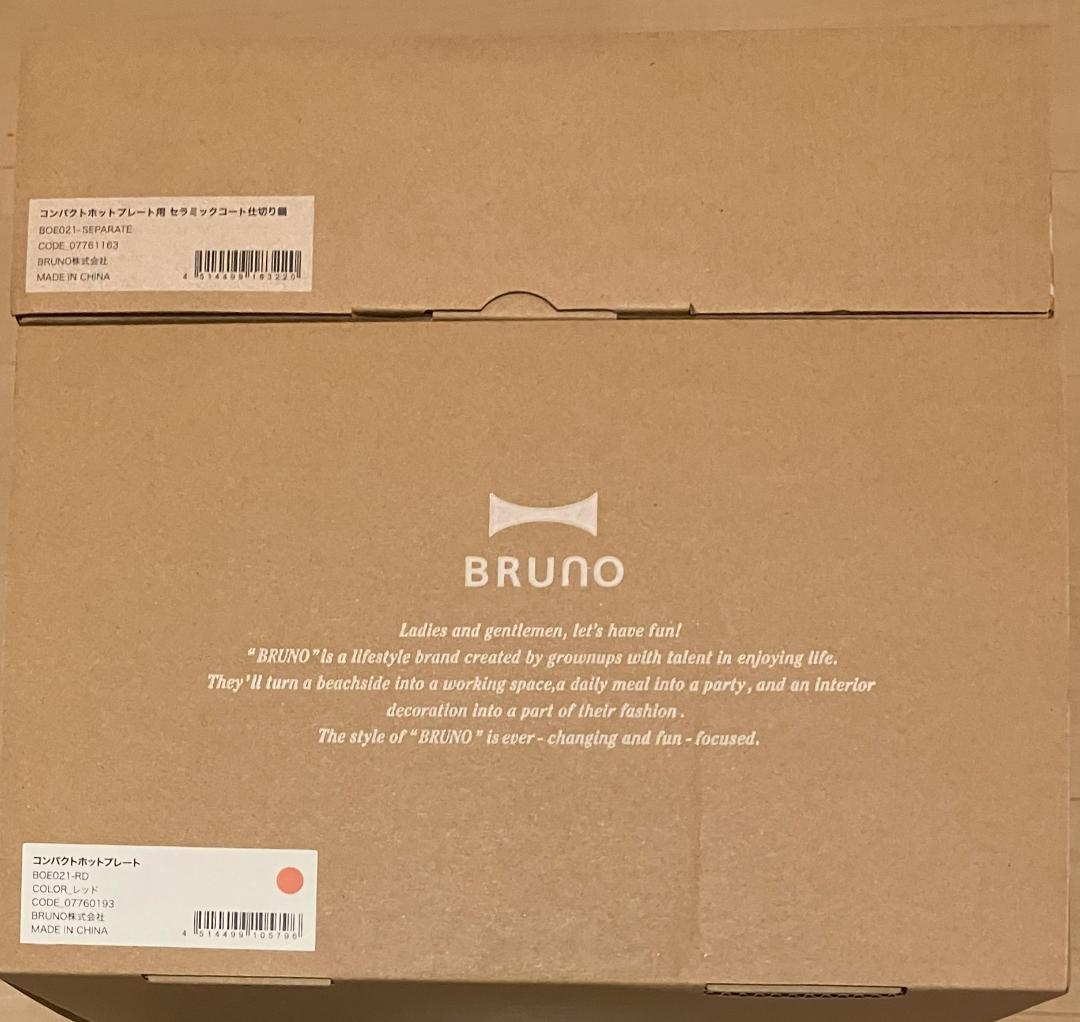 コンパクトホットプレート用 セラミックコート仕切り鍋
BOE021-SEPARATE
CODE_07761163
BRUNO株式会社
MADE IN CHINA
4 514499 163220
BRUNO
Ladies and gentlemen, let's have fun!
“BRUNO” is a lifestyle brand created by grownups with talent in enjoying life.
They'll turn a beachside into a working space,a daily meal into a party, and an interior
decoration into a part of their fashion.
The style of “BRUNO” is ever-changing and fun-focused.
コンパクトホットプレート
BOE021-RD
COLOR_レッド
CODE_07760193
BRUNO株式会社
MADE IN CHINA
4 514499 105796